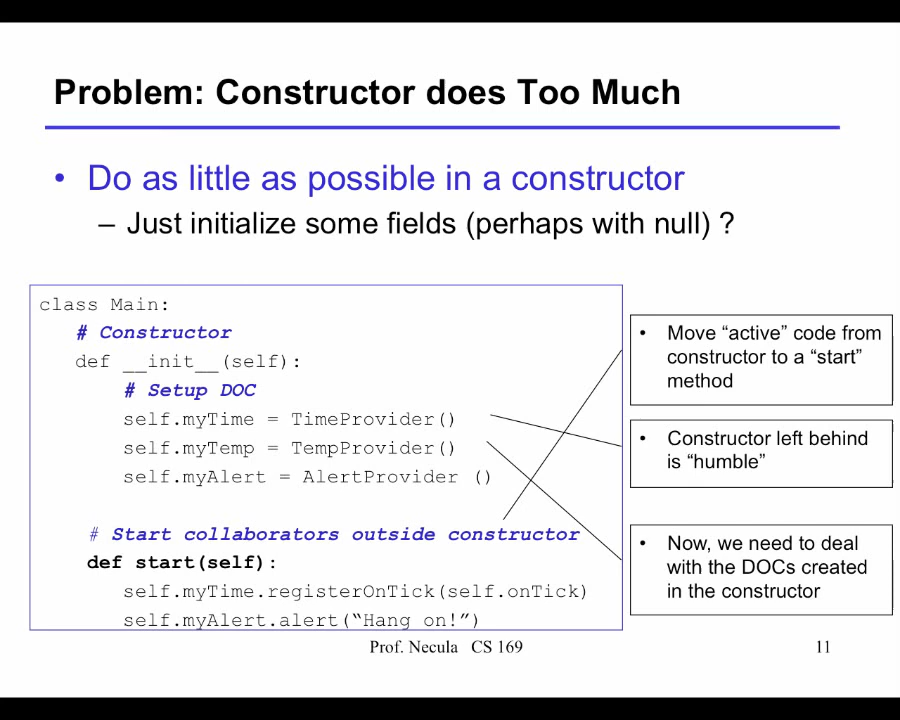 Problem: Constructor does Too Much
• Do as little as possible in a constructor
– Just initialize some fields (perhaps with null) ?
class Main:
# Constructor
def __init__(self):
# Setup DOC
self.myTime = TimeProvider()
self.myTemp = TempProvider()
self.myAlert = AlertProvider ()
# Start collaborators outside constructor
def start(self):
self.myTime.registerOnTick(self.onTick)
self.myAlert.alert(“Hang on!”)
• Move “active” code from
constructor to a “start”
method
• Constructor left behind
is “humble”
• Now, we need to deal
with the DOCs created
in the constructor
Prof. Necula CS 169
11